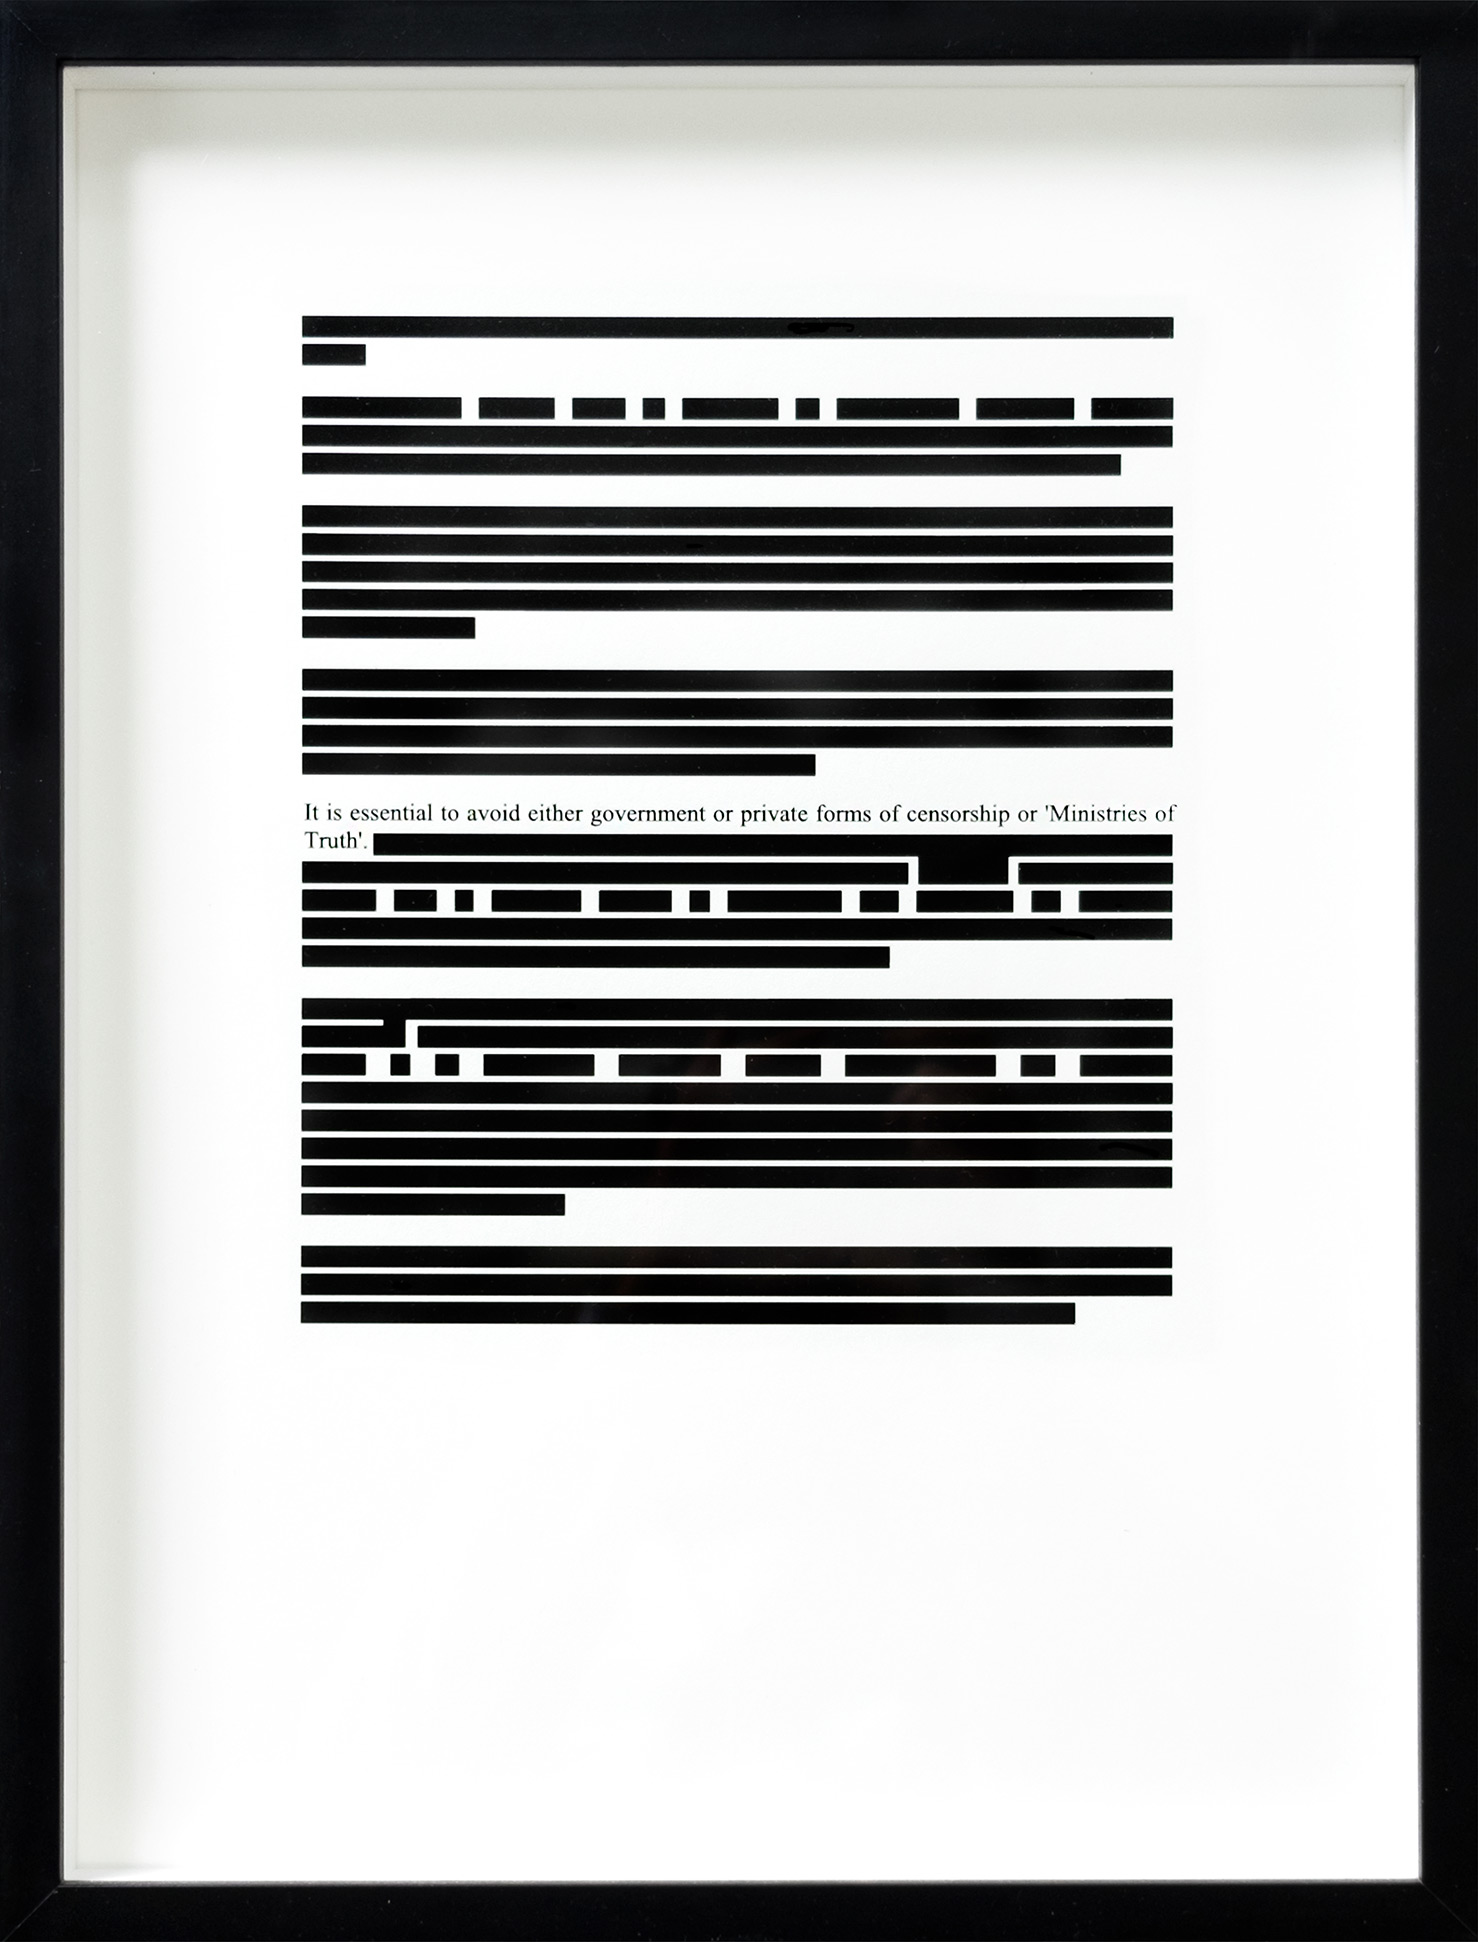 It is essential to avoid either government or private forms of censorship or 'Ministries of
Truth'.